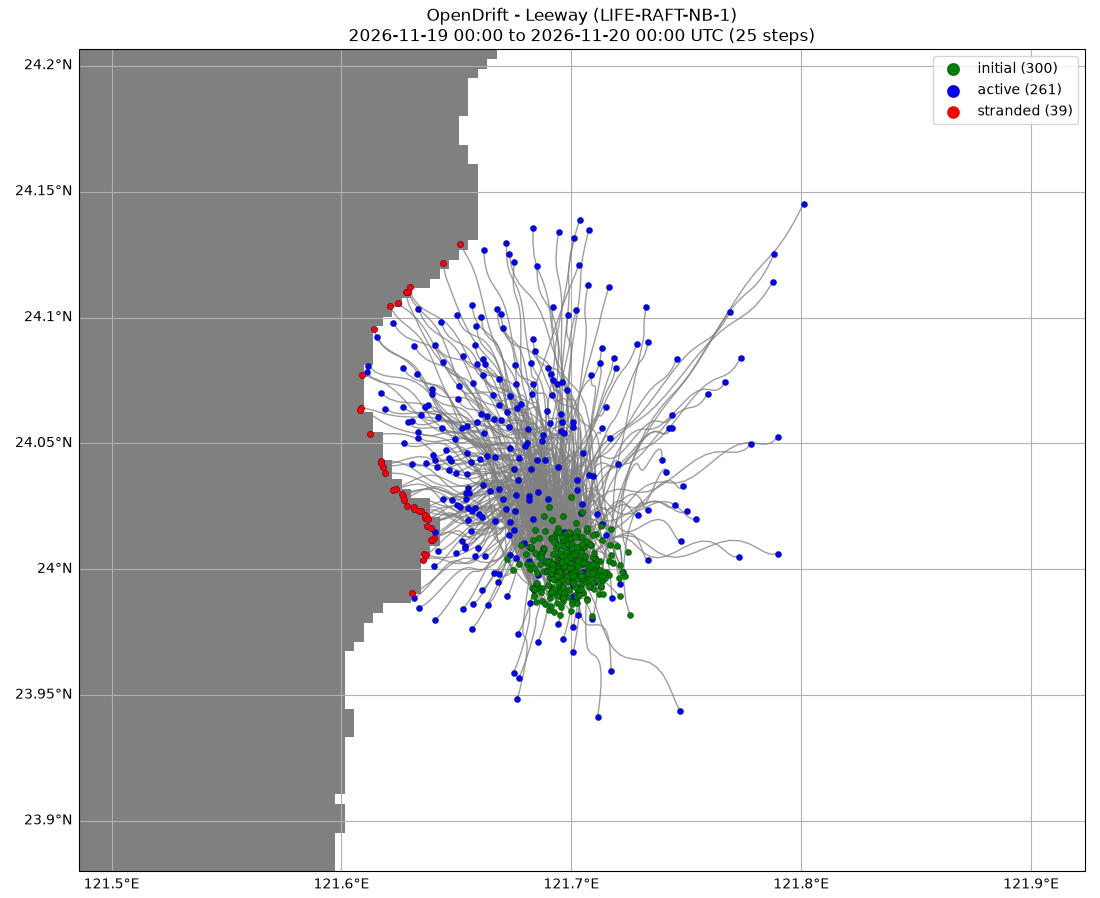 OpenDrift - Leeway (LIFE-RAFT-NB-1)
2026-11-19 00:00 to 2026-11-20 00:00 UTC (25 steps)
initial (300)
active (261)
stranded (39)
24.2°N
24.15°N
24.1°N
24.05°N
24°N
23.95°N
23.9°N
121.5°E
121.6°E
121.7°E
121.8°E
121.9°E